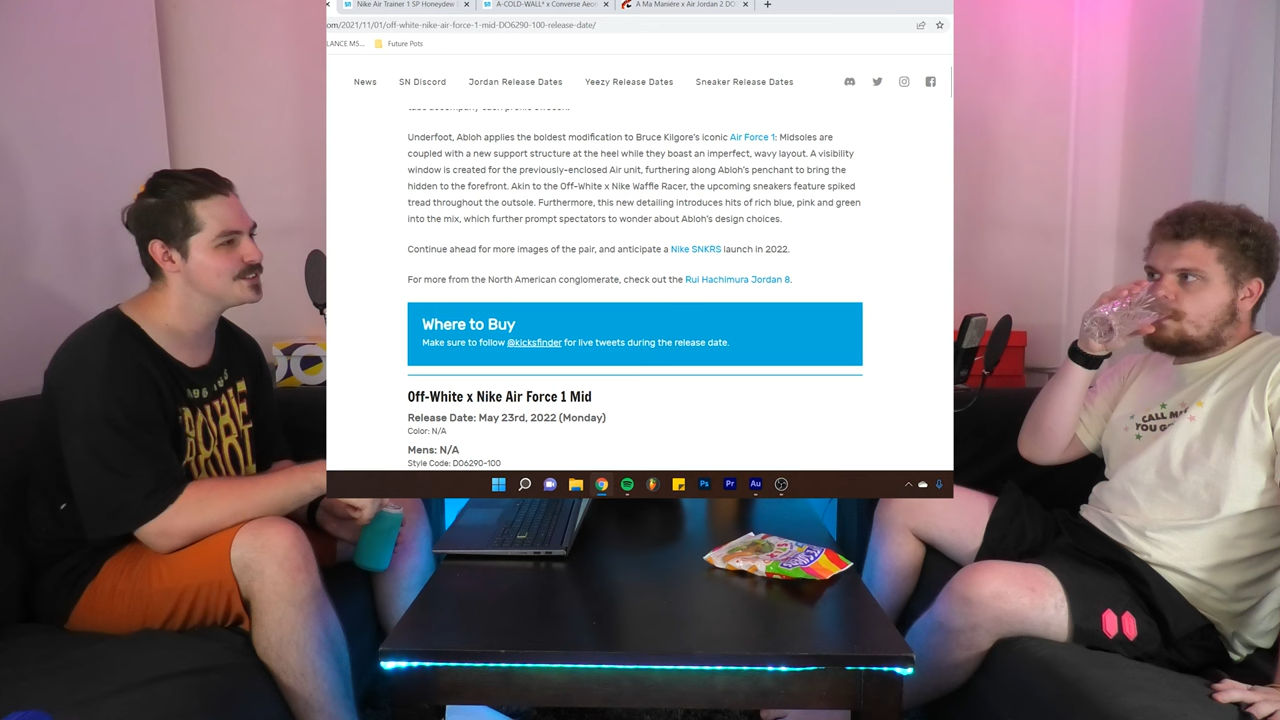 Nike Air Trainer 1 SP Honeydew
A-COLD-WALL* x Converse Aeon
A Ma Maniére x Air Jordan 2 DO
om/2021/11/01/off-white-nike-air-force-1-mid-DO6290-100-release-date/
LANCE MS...
Future Pots
News
SN Discord
Jordan Release Dates
Yeezy Release Dates
Sneaker Release Dates
Underfoot, Abloh applies the boldest modification to Bruce Kilgore's iconic Air Force 1: Midsoles are
coupled with a new support structure at the heel while they boast an imperfect, wavy layout. A visibility
window is created for the previously-enclosed Air unit, furthering along Abloh's penchant to bring the
hidden to the forefront. Akin to the Off-White x Nike Waffle Racer, the upcoming sneakers feature spiked
tread throughout the outsole. Furthermore, this new detailing introduces hits of rich blue, pink and green
into the mix, which further prompt spectators to wonder about Abloh's design choices.
Continue ahead for more images of the pair, and anticipate a Nike SNKRS launch in 2022.
For more from the North American conglomerate, check out the Rui Hachimura Jordan 8.
Where to Buy
Make sure to follow @kicksfinder for live tweets during the release date.
Off-White x Nike Air Force 1 Mid
Release Date: May 23rd, 2022 (Monday)
Color: N/A
Mens: N/A
Style Code: DO6290-100
Ps
Pr
Au
CALL ME